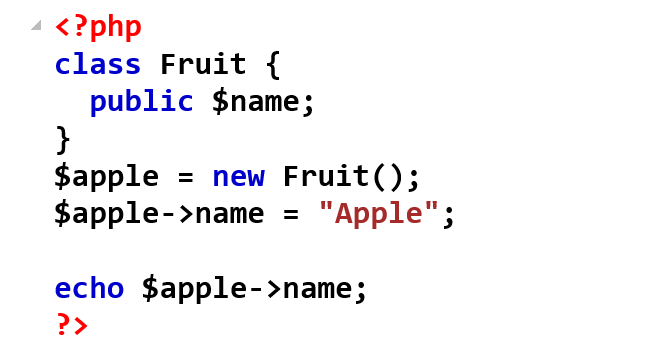 <?php
class Fruit {
  public $name;
}
$apple = new Fruit();
$apple->name = "Apple";

echo $apple->name;
?>